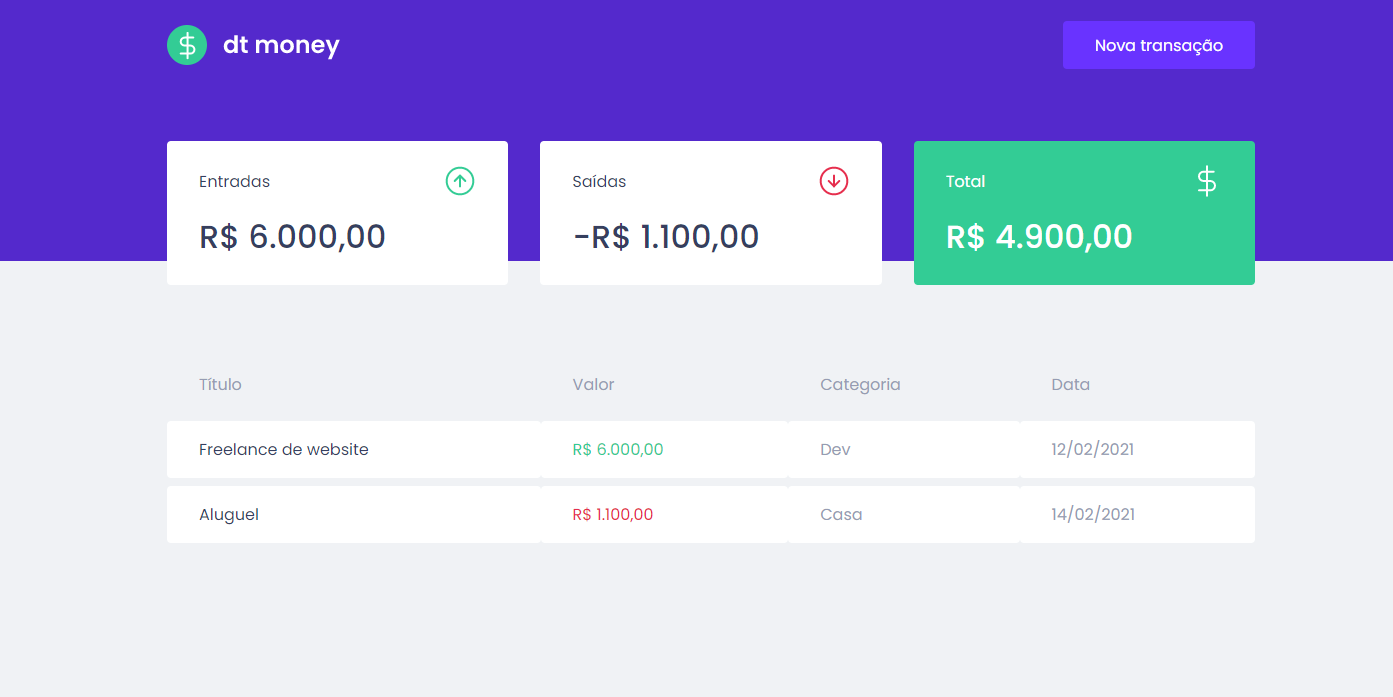 dt money
Nova transação
Entradas
R$ 6.000,00
Saídas
-R$ 1.100,00
Total
R$ 4.900,00
Título Valor Categoria Data
Freelance de website R$ 6.000,00 Dev 12/02/2021
Aluguel R$ 1.100,00 Casa 14/02/2021